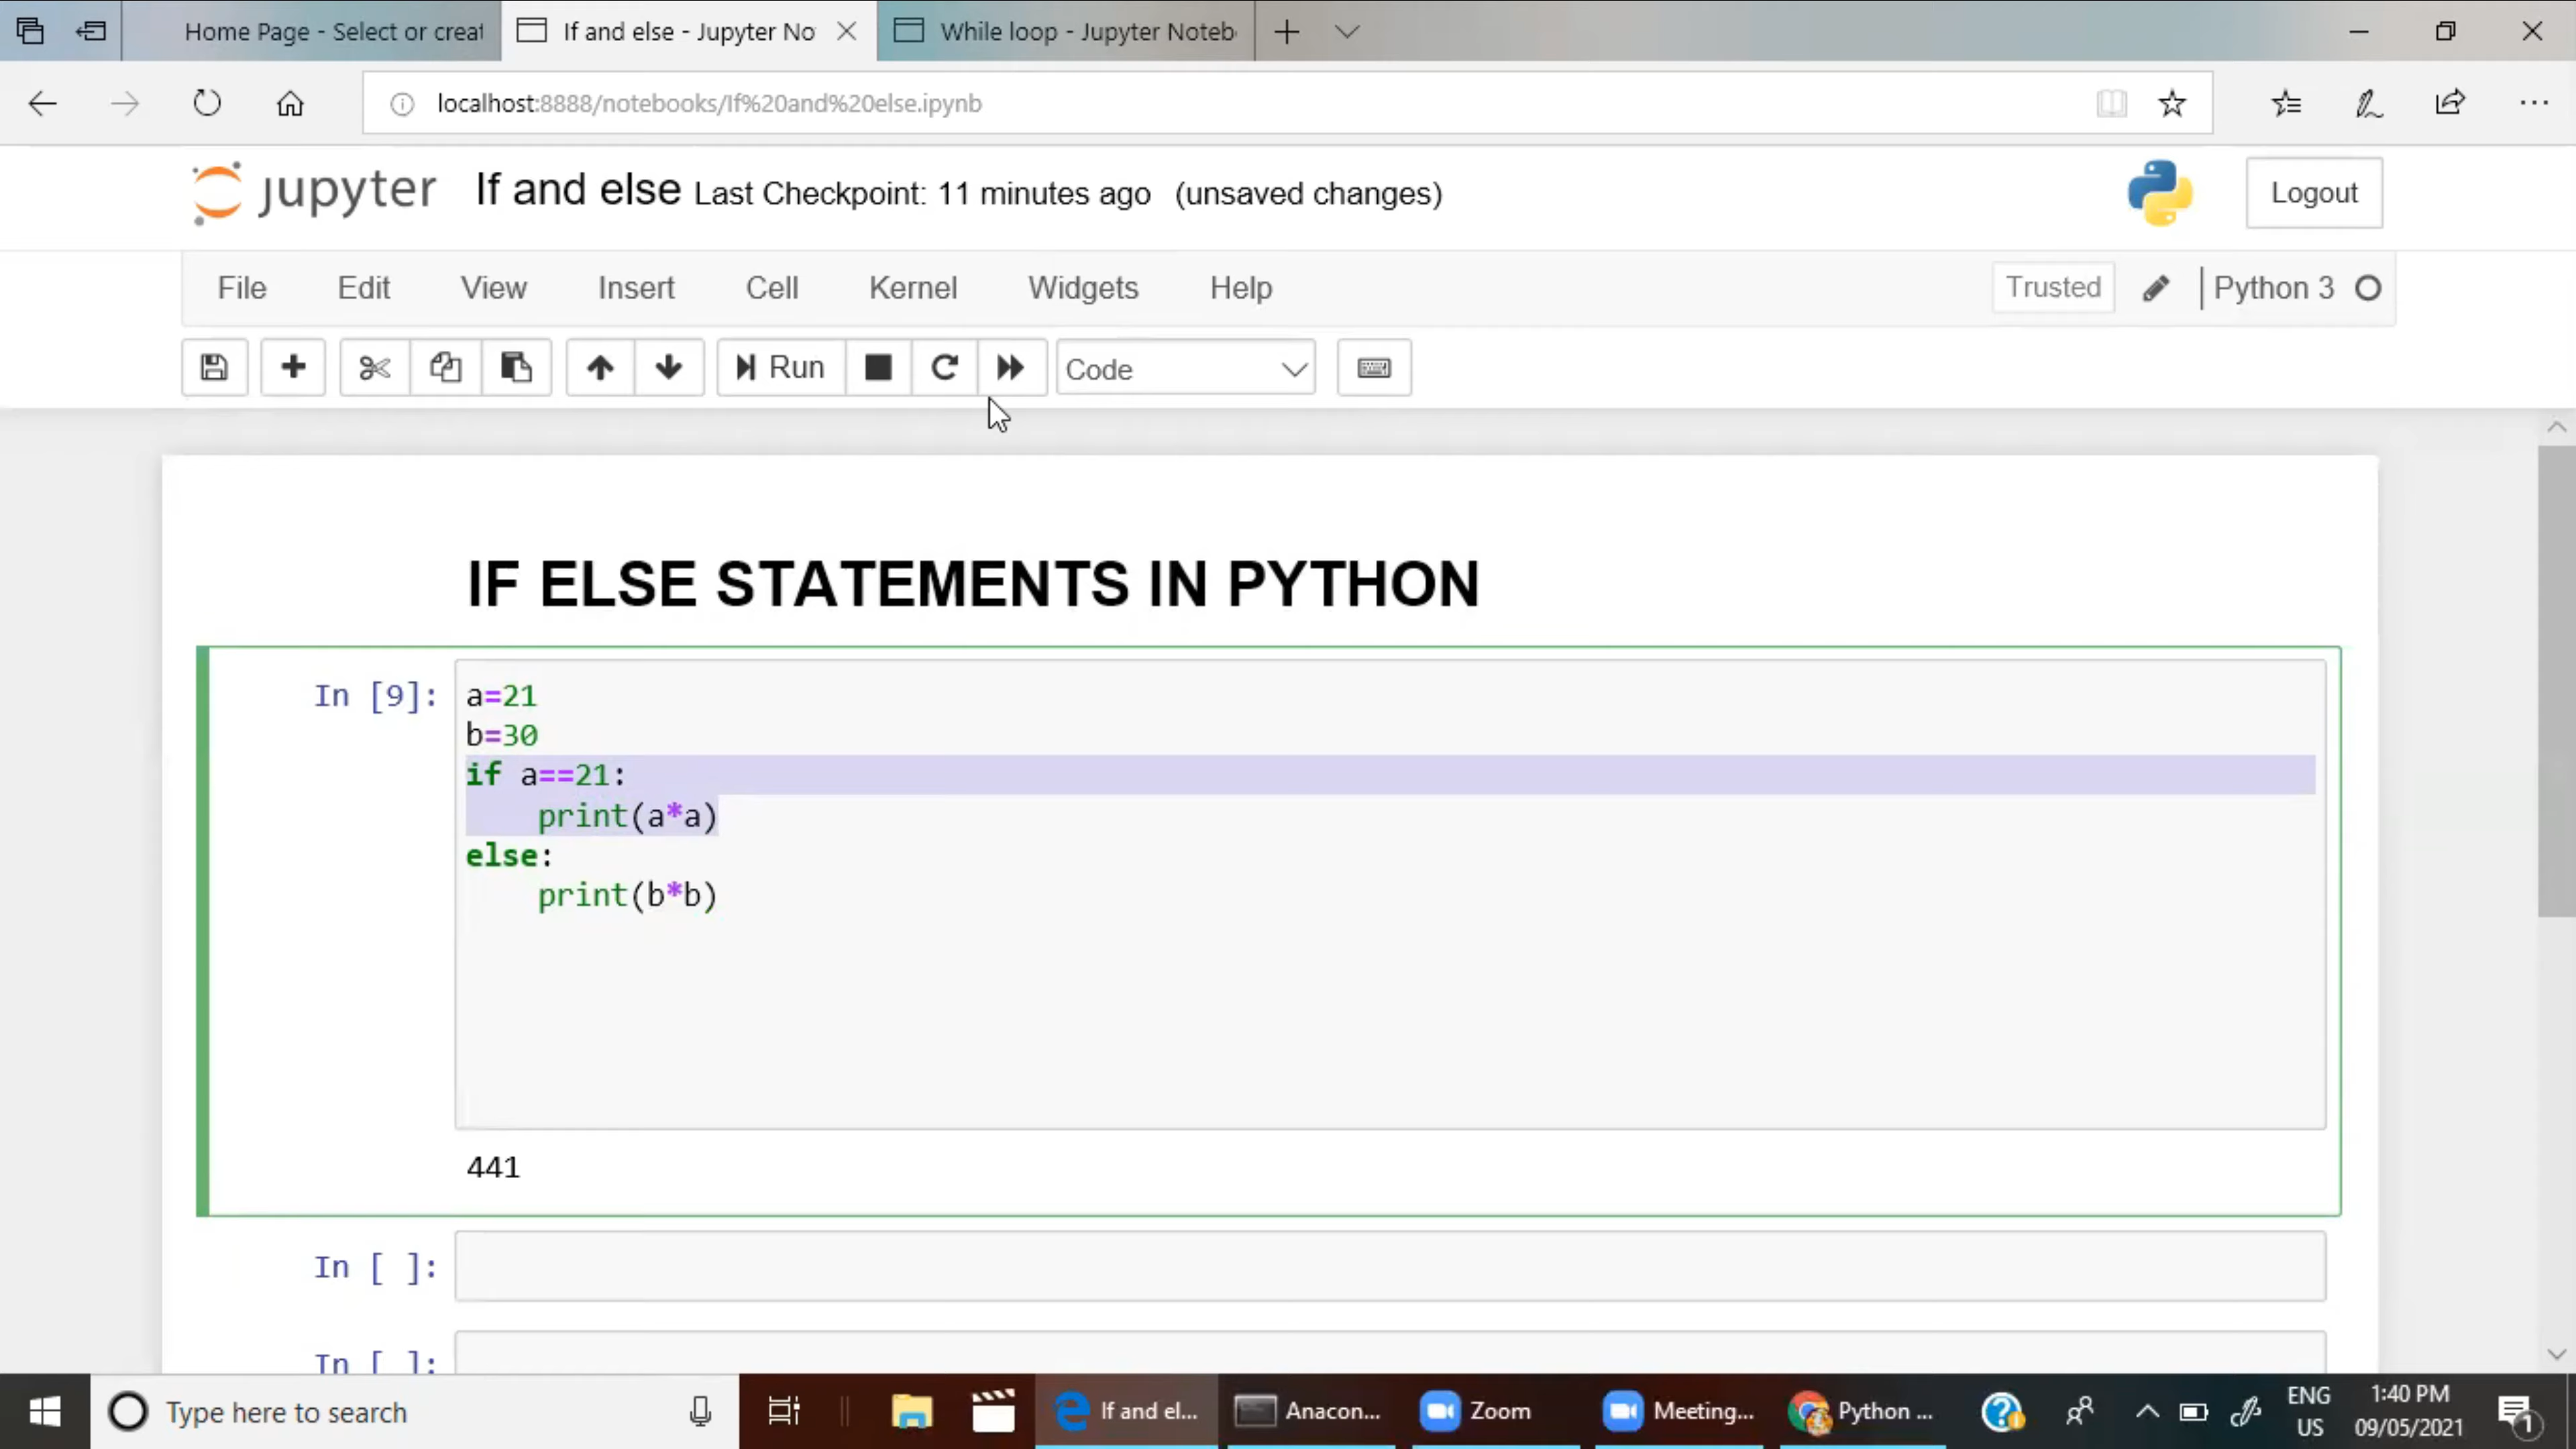 Home Page - Select or creat
If and else - Jupyter No
While loop - Jupyter Noteb
localhost:8888/notebooks/If%20and%20else.ipynb
jupyter If and else Last Checkpoint: 11 minutes ago (unsaved changes)
Logout
File Edit View Insert Cell Kernel Widgets Help
Trusted Python 3
Run Code
IF ELSE STATEMENTS IN PYTHON
In [9]: a=21
b=30
if a==21:
    print(a*a)
else:
    print(b*b)
441
In [ ]:
In [ ]:
Type here to search
If and el...
Anacon...
Zoom
Meeting...
Python ...
ENG
US
1:40 PM
09/05/2021
1